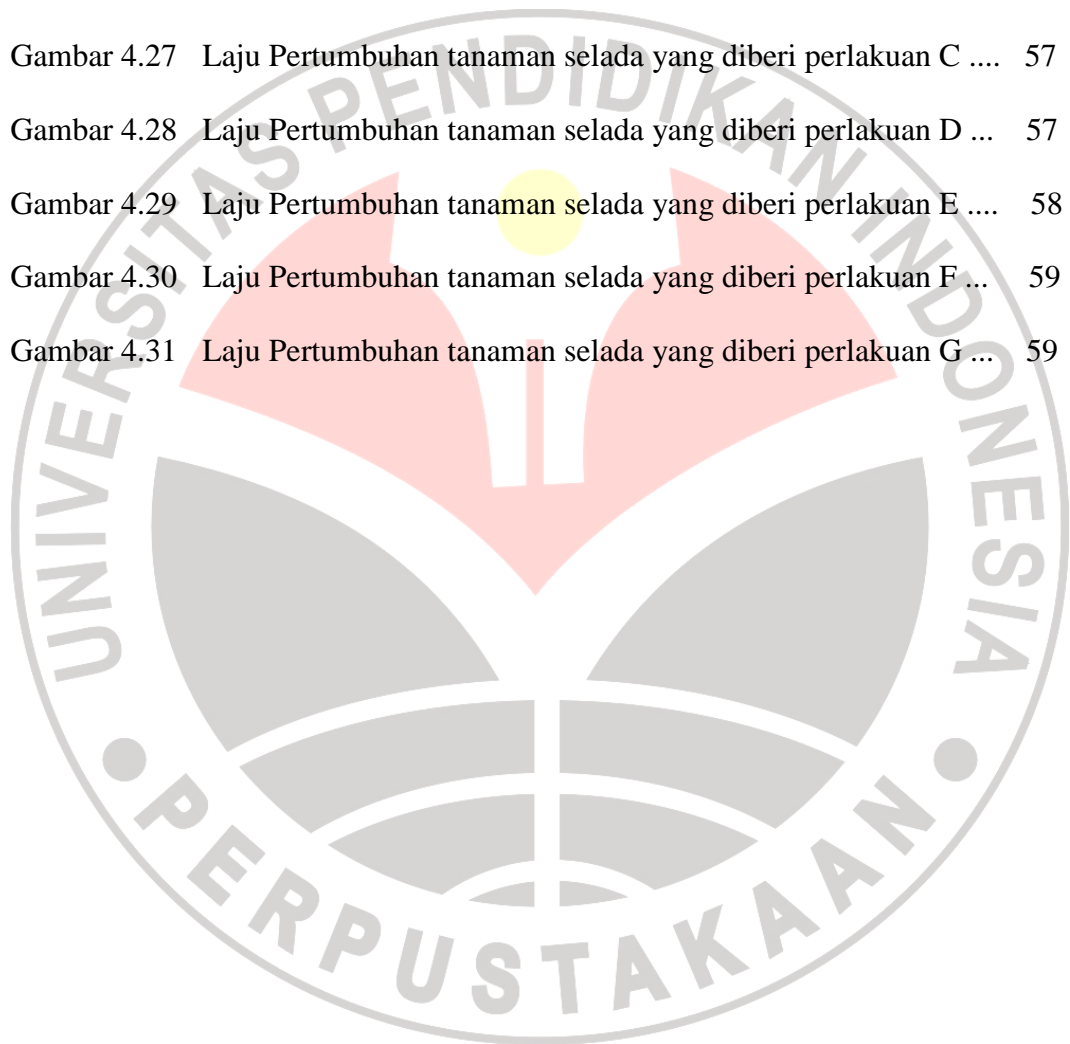 Gambar 4.27 Laju Pertumbuhan tanaman selada yang diberi perlakuan C .... 57
Gambar 4.28 Laju Pertumbuhan tanaman selada yang diberi perlakuan D ... 57
Gambar 4.29 Laju Pertumbuhan tanaman selada yang diberi perlakuan E .... 58
Gambar 4.30 Laju Pertumbuhan tanaman selada yang diberi perlakuan F ... 59
Gambar 4.31 Laju Pertumbuhan tanaman selada yang diberi perlakuan G ... 59
UNIVERSITAS PENDIDIKAN INDONESIA
PERPUSTAKAAN